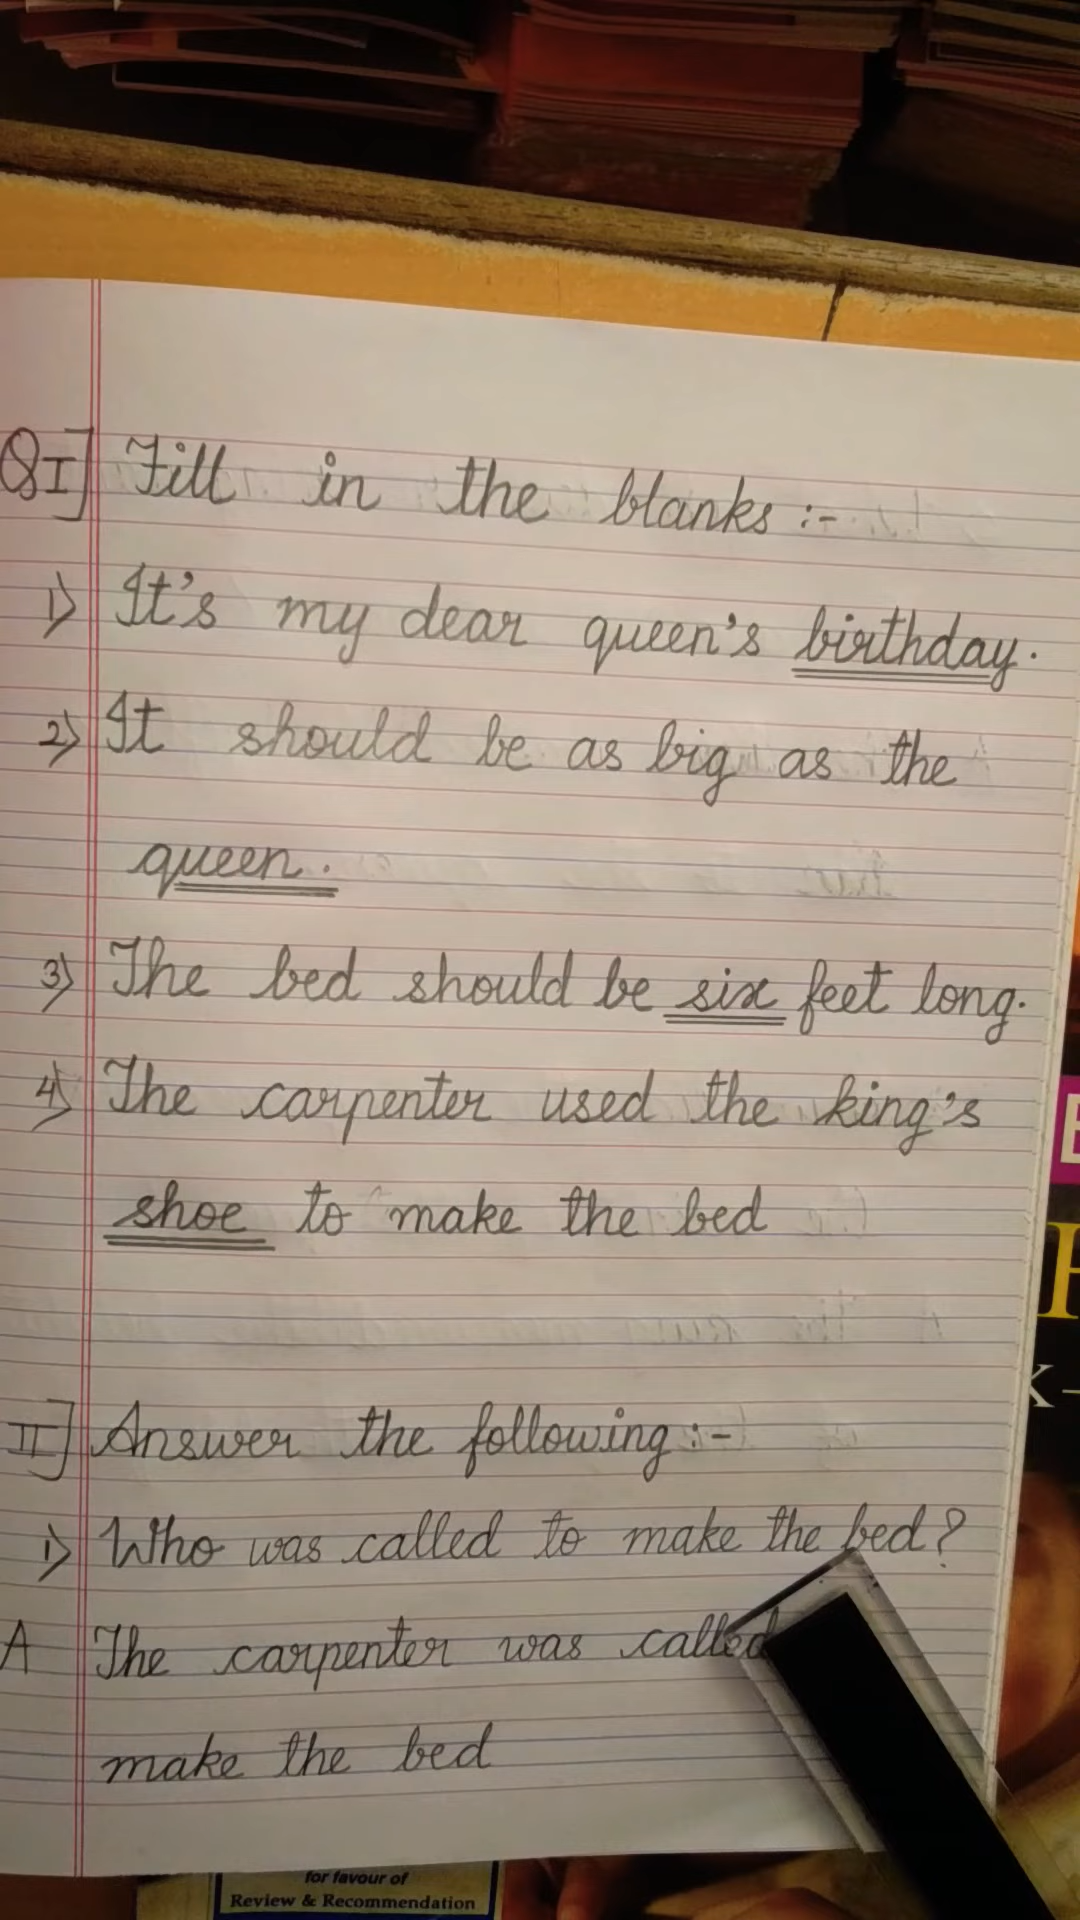 QI] Fill in the blanks :-
1) It's my dear queen's birthday.
2) It should be as big as the
queen.
3) The bed should be six feet long.
4) The carpenter used the king's
shoe to make the bed
II] Answer the following :-
1) Who was called to make the bed?
A The carpenter was called
make the bed
for favour of
Review & Recommendation